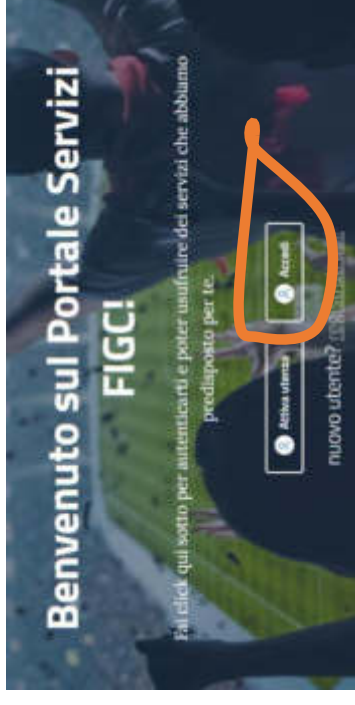 Benvenuto sul Portale Servizi
FIGC!
Fai click qui sotto per autenticarti e poter usufruire dei servizi che abbiamo
predisposto per te.
Attiva utenza
Accedi
nuovo utente?